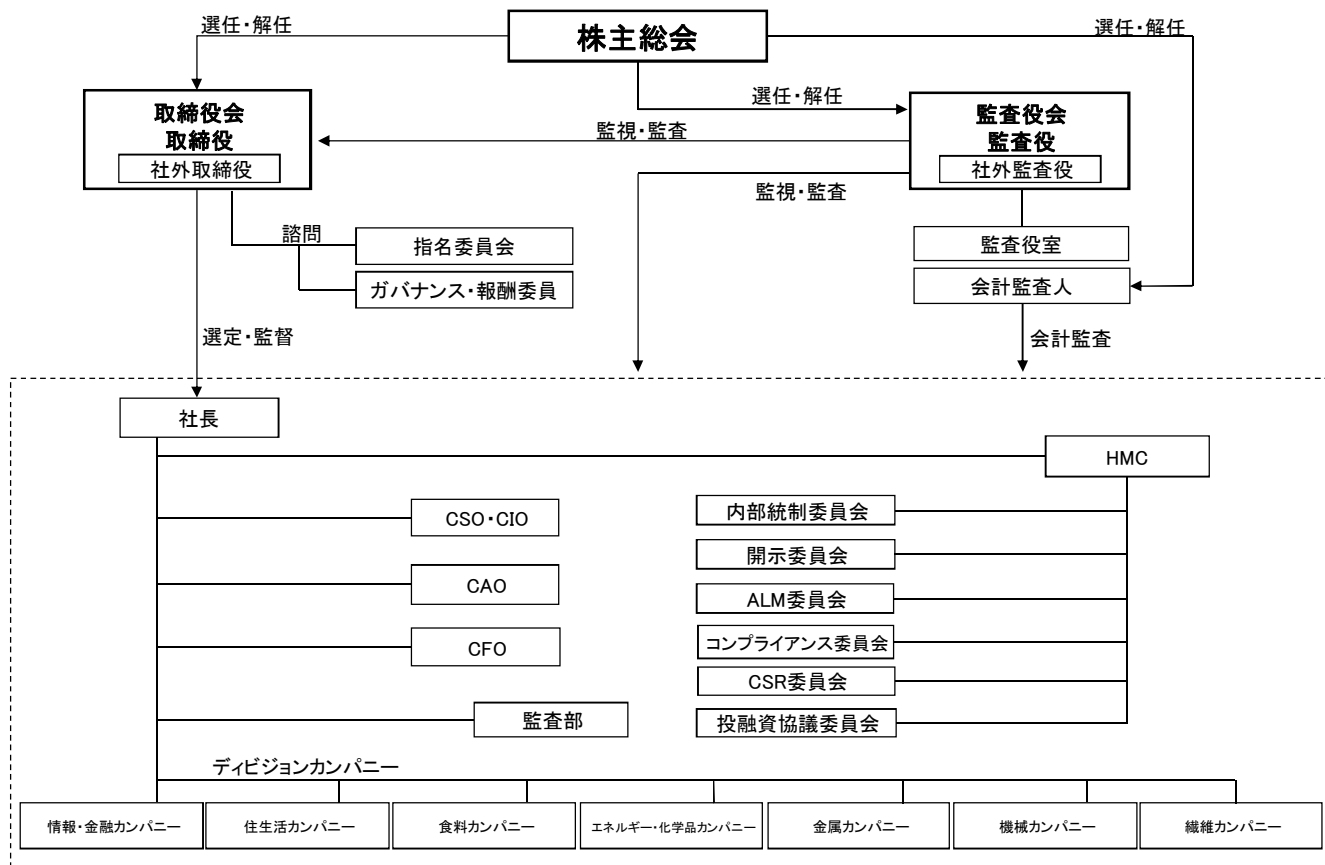 株主総会
選任・解任
選任・解任
選任・解任
取締役会
取締役
社外取締役
監査役会
監査役
社外監査役
監視・監査
監視・監査
諮問
指名委員会
ガバナンス・報酬委員
監査役室
会計監査人
選定・監督
会計監査
社長
HMC
CSO・CIO
CAO
CFO
監査部
内部統制委員会
開示委員会
ALM委員会
コンプライアンス委員会
CSR委員会
投融資協議委員会
ディビジョンカンパニー
情報・金融カンパニー
住生活カンパニー
食料カンパニー
エネルギー・化学品カンパニー
金属カンパニー
機械カンパニー
繊維カンパニー